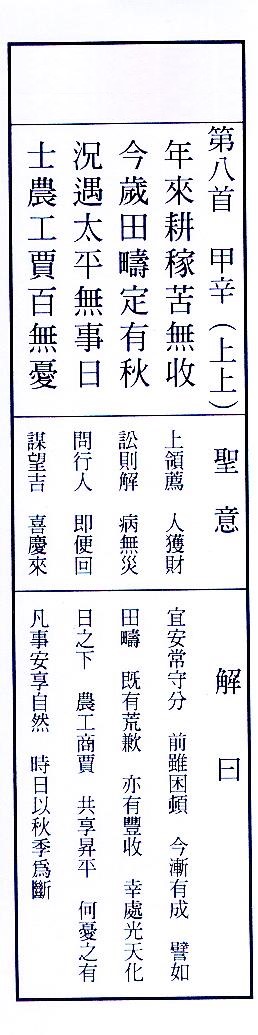 第八首　甲辛（上上）
年來耕稼苦無收
今歲田疇定有秋
況遇太平無事日
士農工賈百無憂
聖意
上領薦　人獲財
訟則解　病無災
問行人　即便回
謀望吉　喜慶來
解曰
宜安常守分　前雖困頓　今漸有成　譬如
田疇　既有荒歉　亦有豐收　幸處光天化
日之下　農工商賈　共享昇平　何憂之有
凡事安享自然　時日以秋季為斷